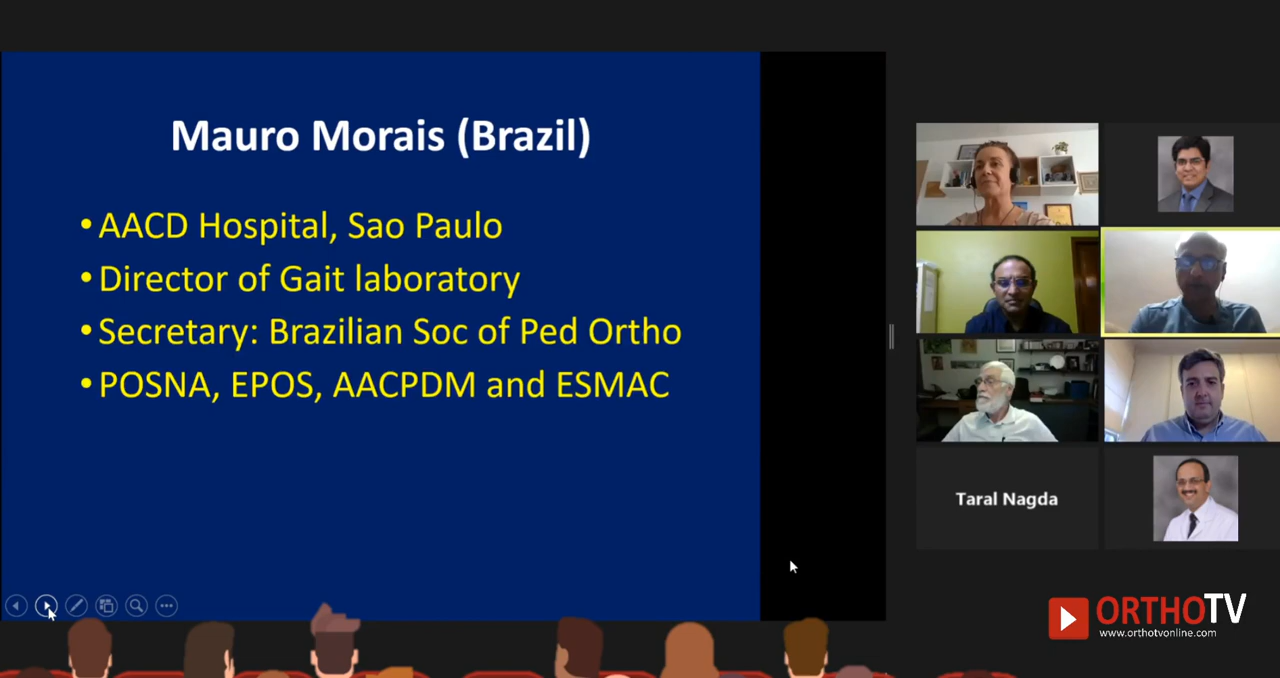 Mauro Morais (Brazil)
•AACD Hospital, Sao Paulo
•Director of Gait laboratory
•Secretary: Brazilian Soc of Ped Ortho
•POSNA, EPOS, AACPDM and ESMAC
Taral Nagda
ORTHOTV
www.orthotvonline.com